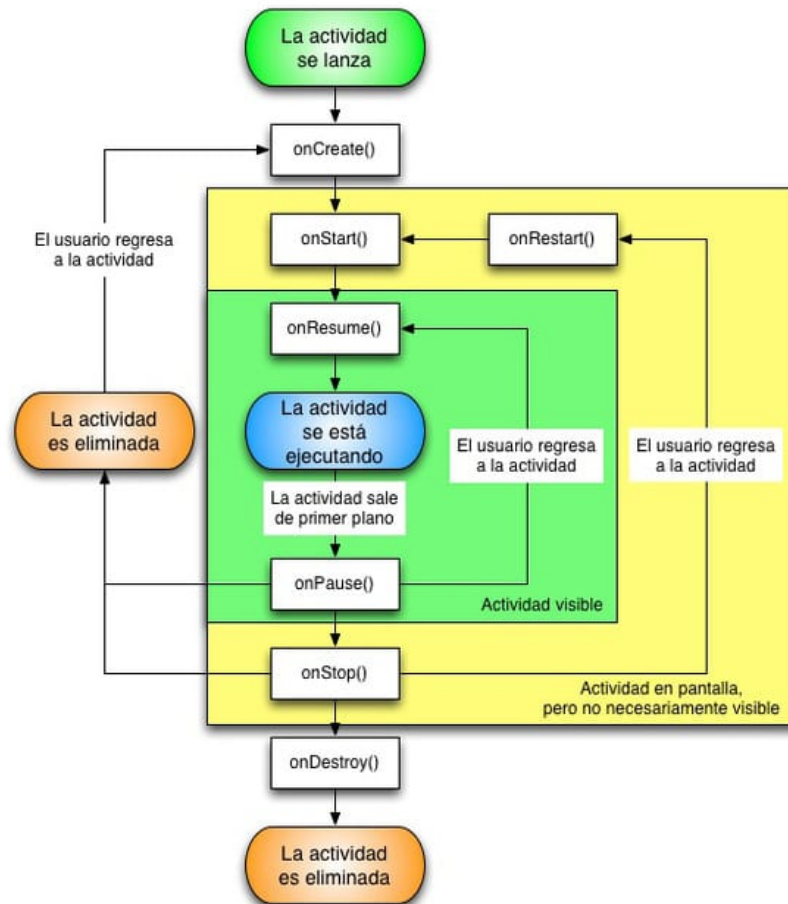 La actividad
se lanza
onCreate()
El usuario regresa
a la actividad
onStart()
onRestart()
onResume()
La actividad
es eliminada
La actividad
se está
ejecutando
El usuario regresa
a la actividad
El usuario regresa
a la actividad
La actividad sale
de primer plano
onPause()
Actividad visible
onStop()
Actividad en pantalla,
pero no necesariamente visible
onDestroy()
La actividad
es eliminada